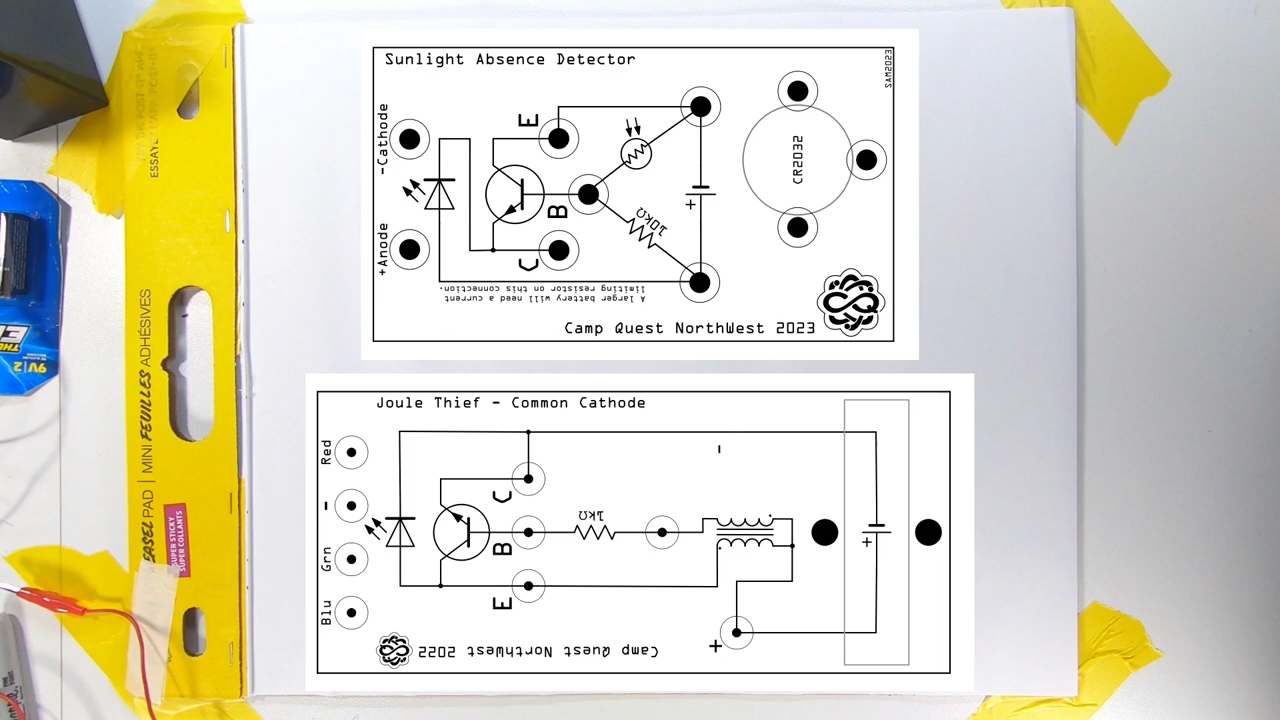 Sunlight Absence Detector
SAM2023
-Cathode
+Anode
E
B
C
10kΩ
+
CR2032
A larger battery will need a current
limiting resistor on this connection.
Camp Quest NorthWest 2023
Joule Thief - Common Cathode
Red
-
Grn
Blu
C
B
E
1kΩ
-
+
+
Camp Quest NorthWest 2022
EASEL PAD | MINI FEUILLES ADHÉSIVES
SUPER STICKY
SUPER COLLANTS
9V|2